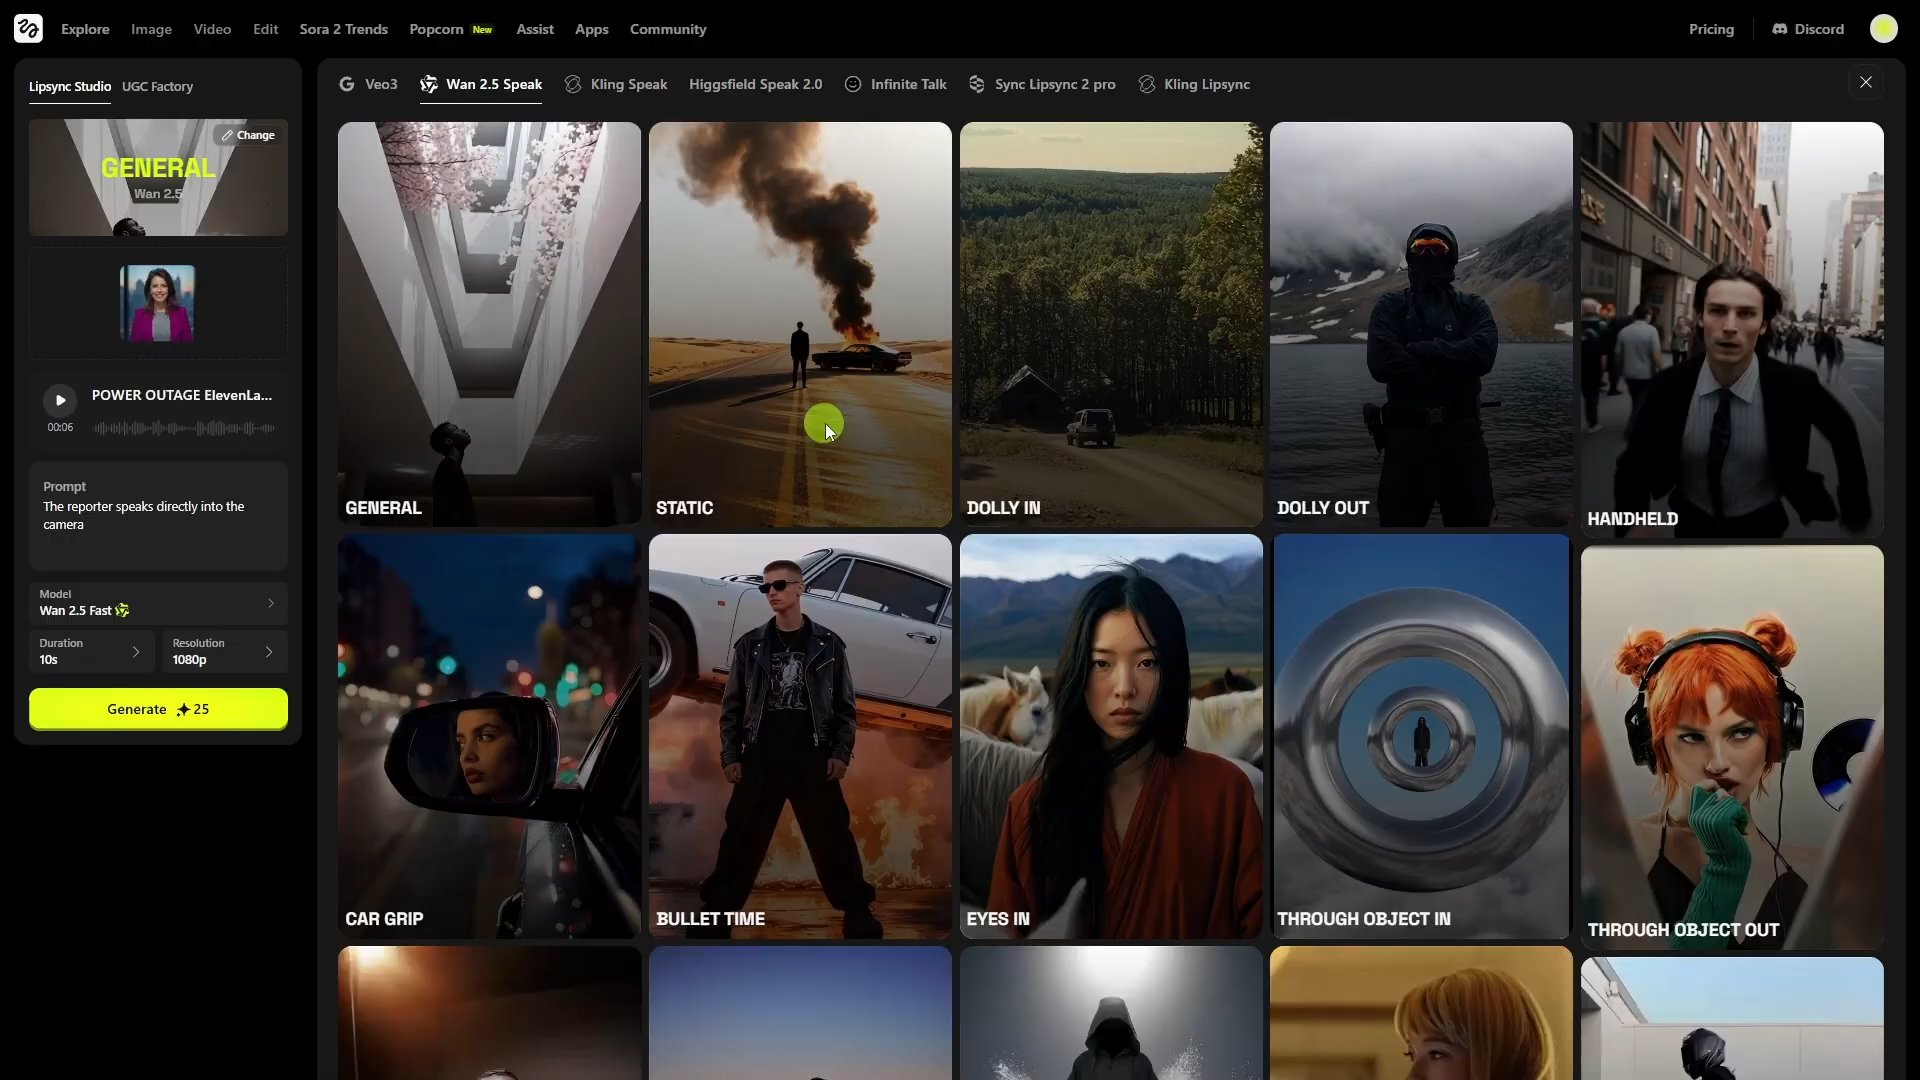 Explore
Image
Video
Edit
Sora 2 Trends
Popcorn New
Assist
Apps
Community
Pricing
Discord
Lipsync Studio
UGC Factory
Change
GENERAL
Wan 2.5
POWER OUTAGE ElevenLa...
00:06
Prompt
The reporter speaks directly into the
camera
Model
Wan 2.5 Fast
Duration
10s
Resolution
1080p
Generate 25
Veo3
Wan 2.5 Speak
Kling Speak
Higgsfield Speak 2.0
Infinite Talk
Sync Lipsync 2 pro
Kling Lipsync
GENERAL
STATIC
DOLLY IN
DOLLY OUT
HANDHELD
CAR GRIP
BULLET TIME
EYES IN
THROUGH OBJECT IN
THROUGH OBJECT OUT